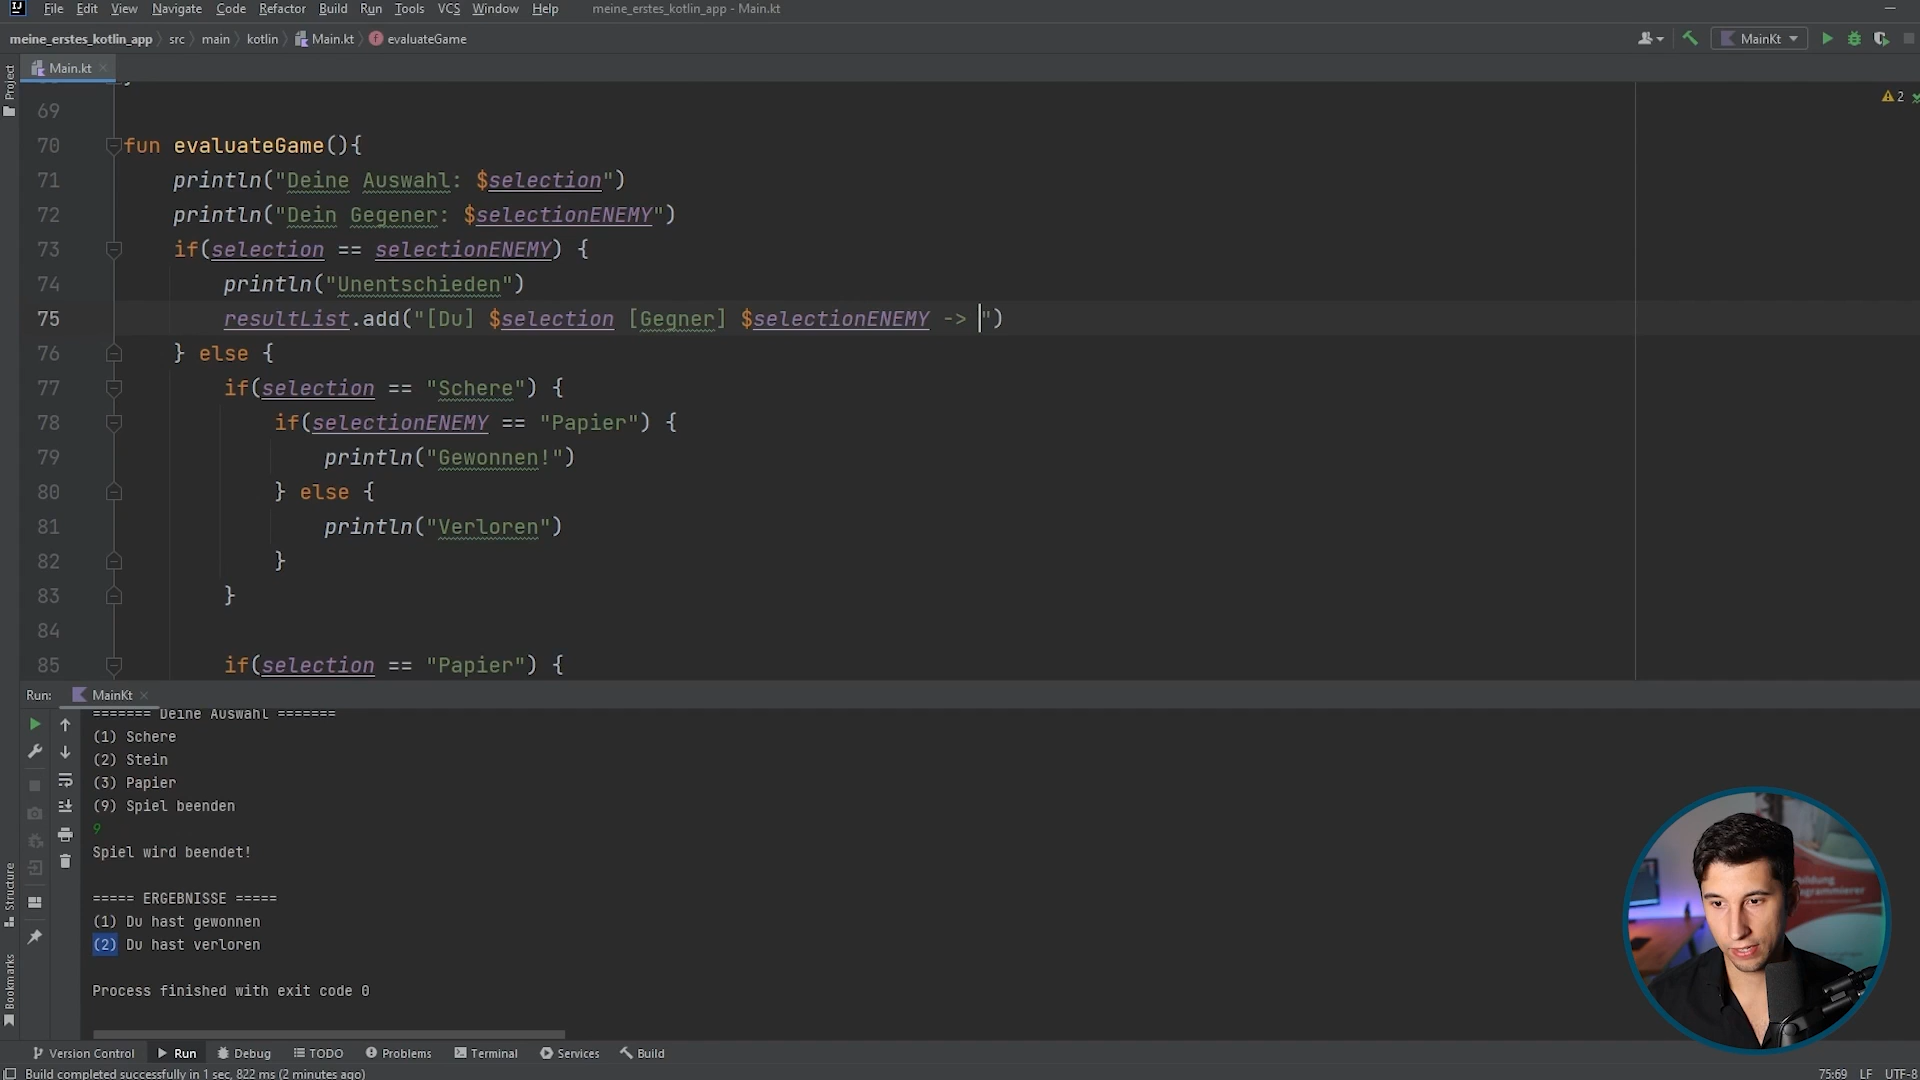 File Edit View Navigate Code Refactor Build Run Tools VCS Window Help meine_erstes_kotlin_app - Main.kt
meine_erstes_kotlin_app src main kotlin Main.kt evaluateGame MainKt
Project
Main.kt
2
69
70 fun evaluateGame(){
71 println("Deine Auswahl: $selection")
72 println("Dein Gegener: $selectionENEMY")
73 if(selection == selectionENEMY) {
74 println("Unentschieden")
75 resultList.add("[Du] $selection [Gegner] $selectionENEMY -> ")
76 } else {
77 if(selection == "Schere") {
78 if(selectionENEMY == "Papier") {
79 println("Gewonnen!")
80 } else {
81 println("Verloren")
82 }
83 }
84
85 if(selection == "Papier") {
Run: MainKt
======= Deine Auswahl =======
(1) Schere
(2) Stein
(3) Papier
(9) Spiel beenden
9
Spiel wird beendet!
===== ERGEBNISSE =====
(1) Du hast gewonnen
(2) Du hast verloren
Process finished with exit code 0
Structure
Bookmarks
Version Control Run Debug TODO Problems Terminal Services Build
Build completed successfully in 1 sec, 822 ms (2 minutes ago) 75:69 LF UTF-8